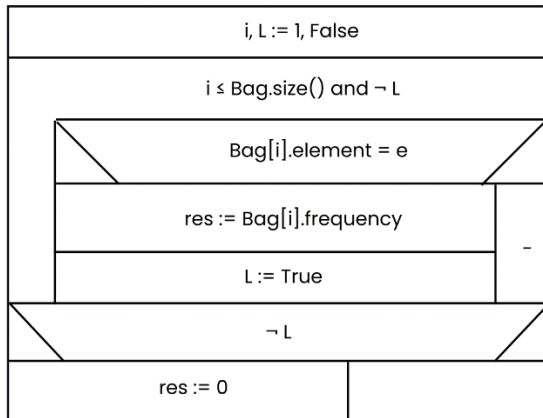 i, L := 1, False
i ≤ Bag.size() and ¬ L
Bag[i].element = e
res := Bag[i].frequency
-
L := True
¬ L
res := 0